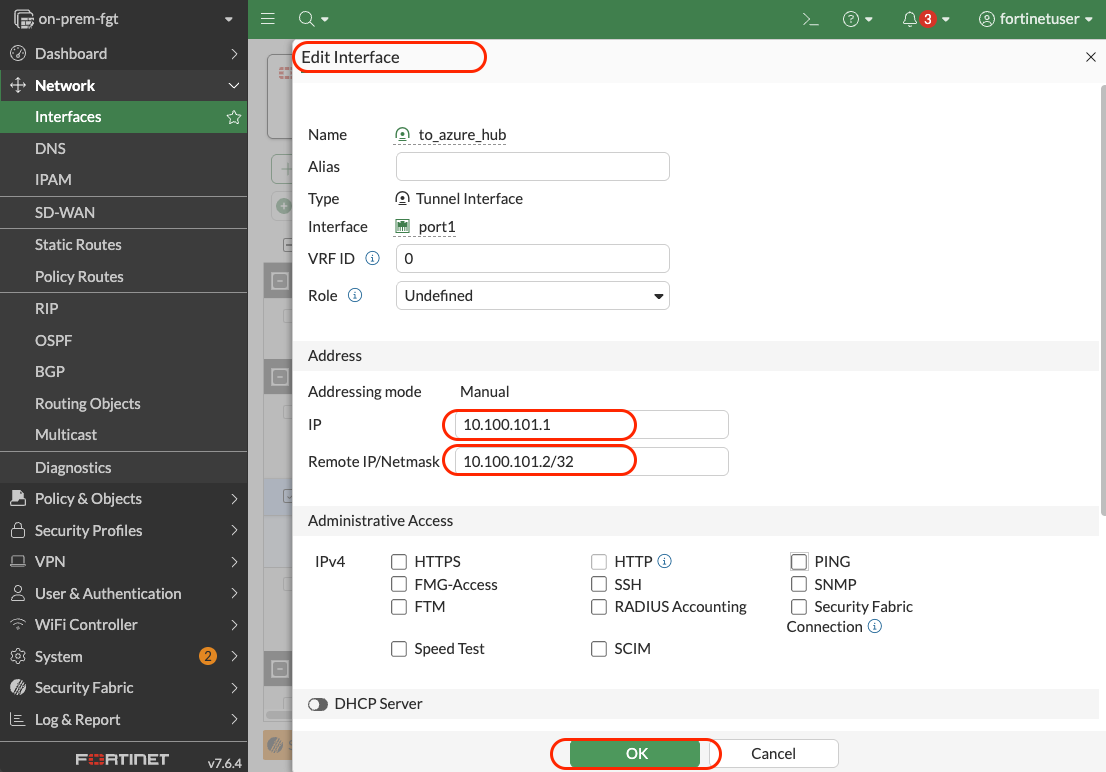 on-prem-fgt
3
fortinetuser
Dashboard
Network
Interfaces
DNS
IPAM
SD-WAN
Static Routes
Policy Routes
RIP
OSPF
BGP
Routing Objects
Multicast
Diagnostics
Policy & Objects
Security Profiles
VPN
User & Authentication
WiFi Controller
System 2
Security Fabric
Log & Report
FORTINET v7.6.4
Edit Interface
Name to_azure_hub
Alias
Type Tunnel Interface
Interface port1
VRF ID 0
Role Undefined
Address
Addressing mode Manual
IP 10.100.101.1
Remote IP/Netmask 10.100.101.2/32
Administrative Access
IPv4 HTTPS HTTP PING
FMG-Access SSH SNMP
FTM RADIUS Accounting Security Fabric
Connection
Speed Test SCIM
DHCP Server
OK Cancel